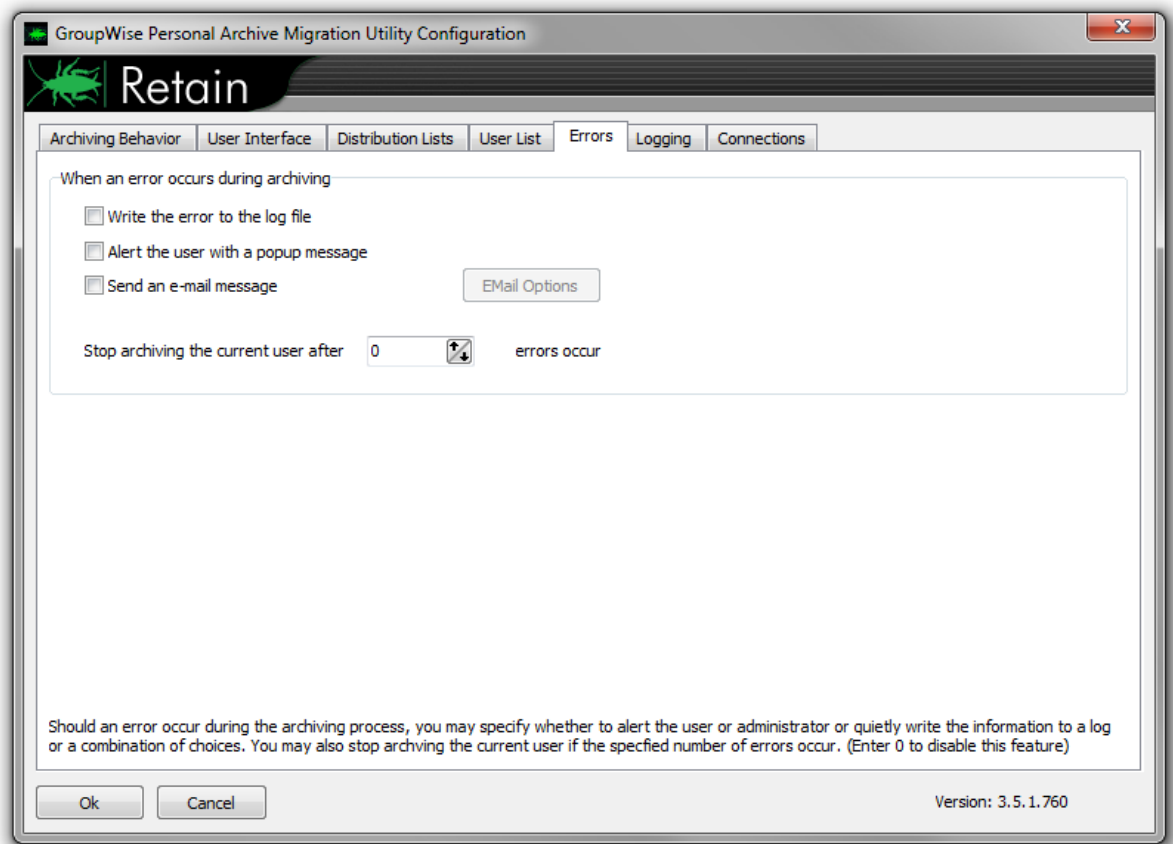 GroupWise Personal Archive Migration Utility Configuration
Retain
Archiving Behavior User Interface Distribution Lists User List Errors Logging Connections
When an error occurs during archiving
Write the error to the log file
Alert the user with a popup message
Send an e-mail message EMail Options
Stop archiving the current user after 0 errors occur
Should an error occur during the archiving process, you may specify whether to alert the user or administrator or quietly write the information to a log
or a combination of choices. You may also stop archving the current user if the specfied number of errors occur. (Enter 0 to disable this feature)
Ok Cancel Version: 3.5.1.760